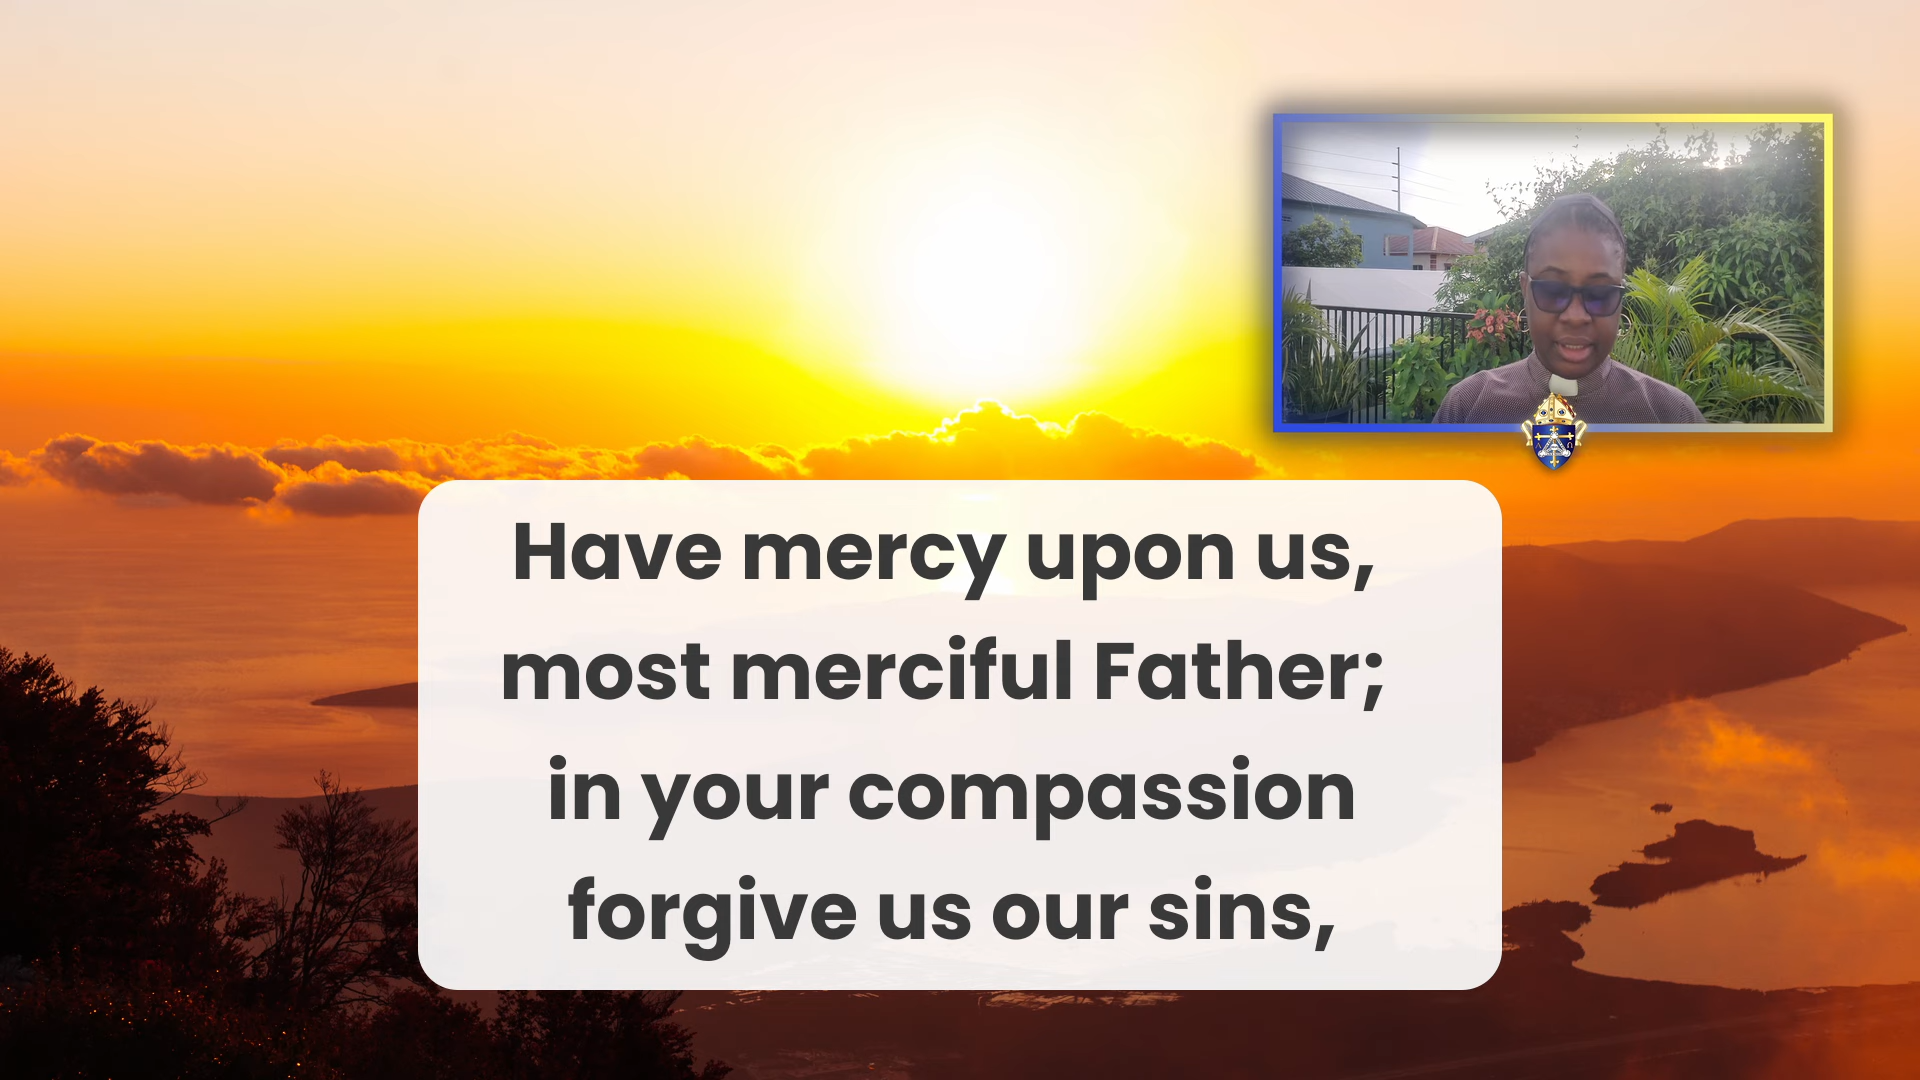 Have mercy upon us,
most merciful Father;
in your compassion
forgive us our sins,